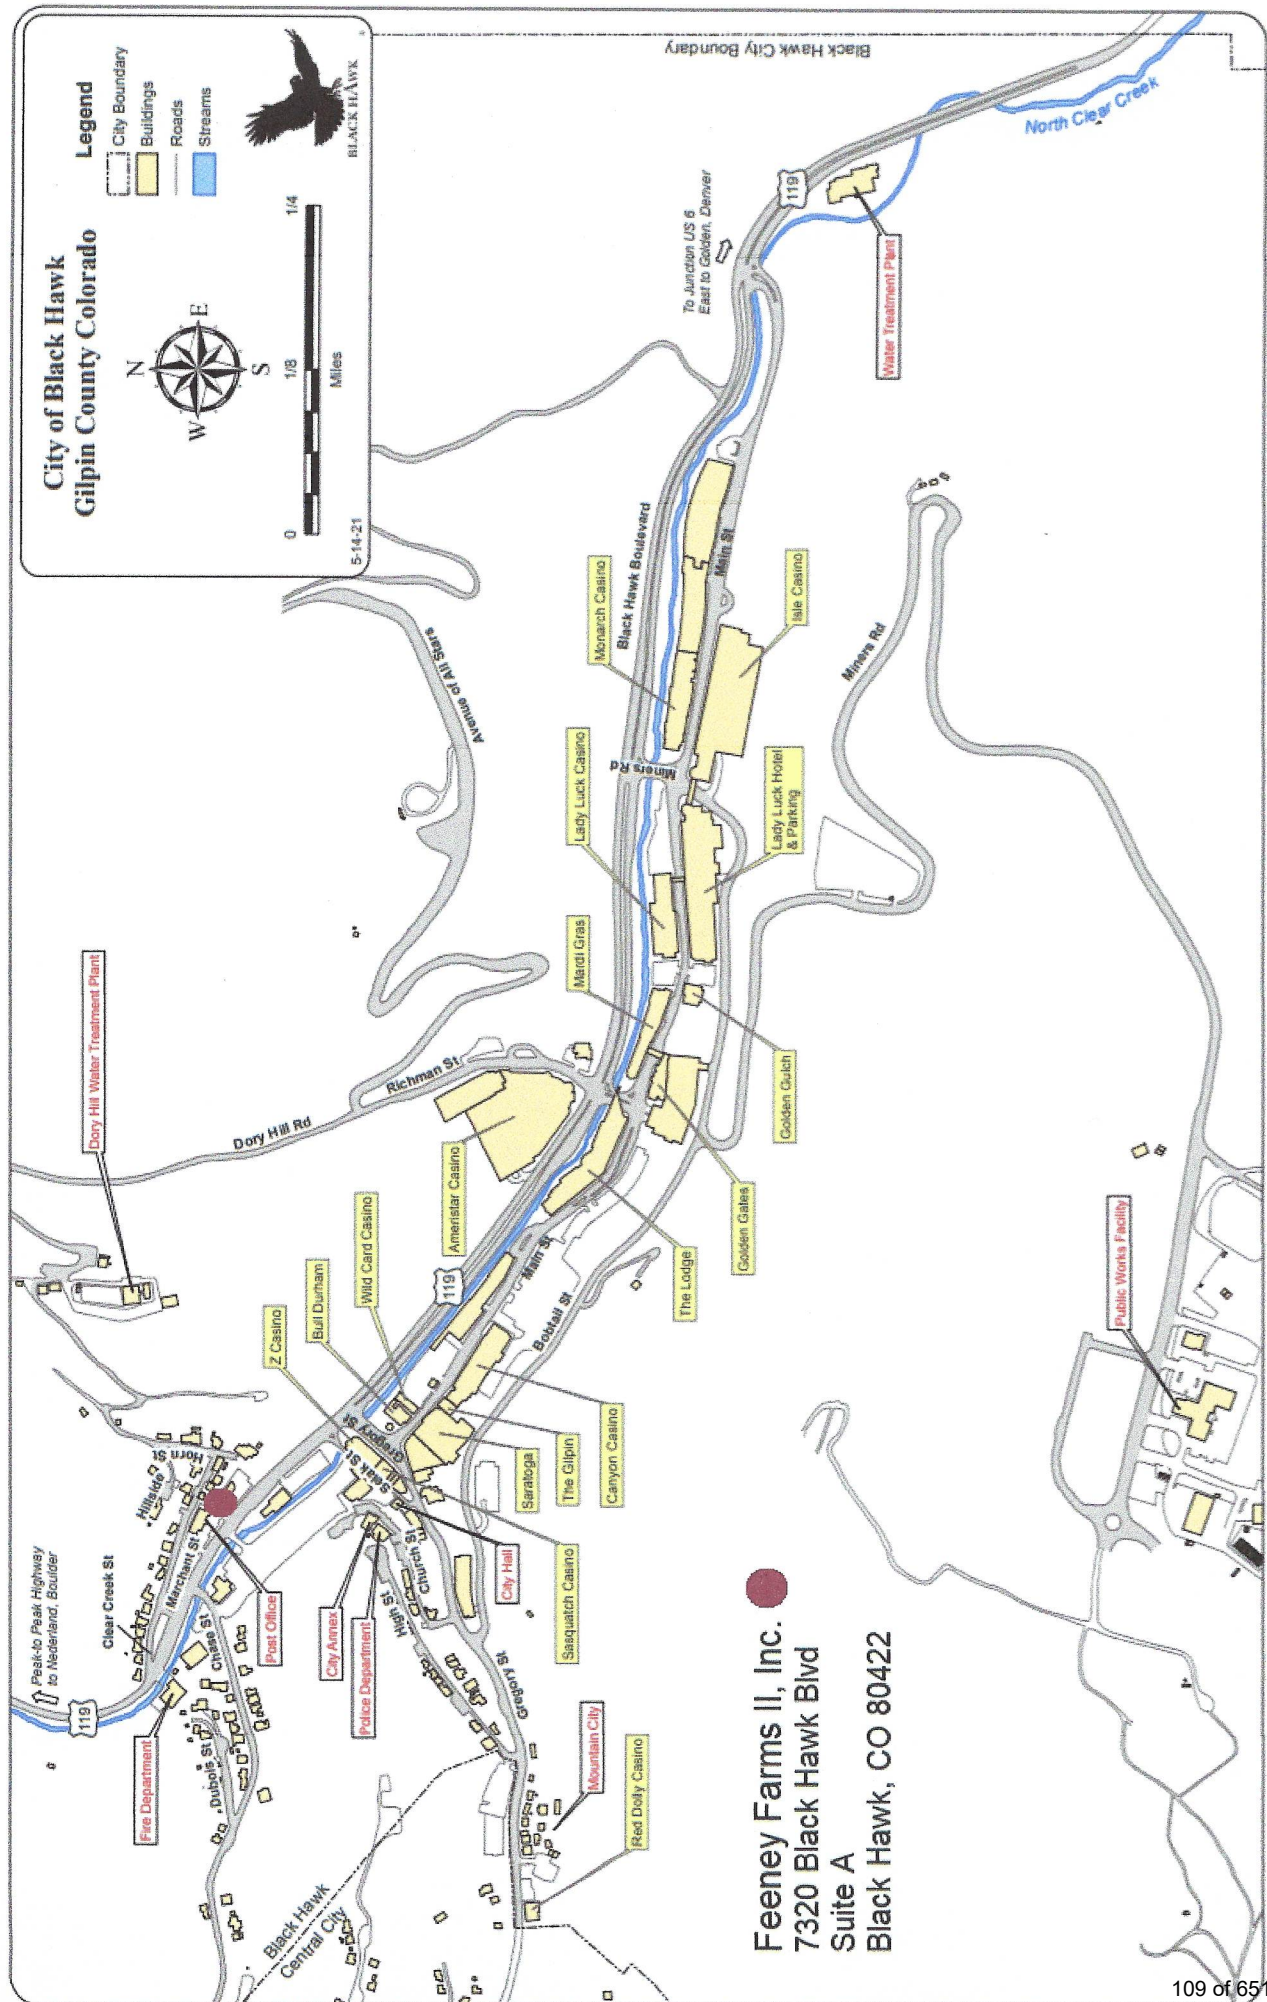 City of Black Hawk
Gilpin County Colorado
N
W
E
S
0
1/8
1/4
Miles
5-14-21
Legend
City Boundary
Buildings
Roads
Streams
BLACK HAWK
Black Hawk City Boundary
North Clear Creek
To Junction US 6
East to Golden, Denver
119
Water Treatment Plant
Black Hawk Boulevard
Main St
Monarch Casino
Isle Casino
Miners Rd
Avenue of All Stars
Miners Rd
Lady Luck Casino
Lady Luck Hotel
& Parking
Mardi Gras
Golden Gulch
Golden Gates
The Lodge
Richman St
Dory Hill Rd
Dory Hill Water Treatment Plant
Ameristar Casino
Wild Card Casino
Bull Durham
Z Casino
119
Main St
Bobtail St
Public Works Facility
Gregory St
Selak St
Saratoga
The Gilpin
Canyon Casino
Sasquatch Casino
City Hall
Church St
High St
Horn St
Hillside
Marchant St
Clear Creek St
Peak-to Peak Highway
to Nederland, Boulder
Chase St
Post Office
City Annex
Police Department
119
Fire Department
Dubois St
Gregory St
Mountain City
Red Dolly Casino
Black Hawk
Central City
Feeney Farms II, Inc.
7320 Black Hawk Blvd
Suite A
Black Hawk, CO 80422
109 of 651